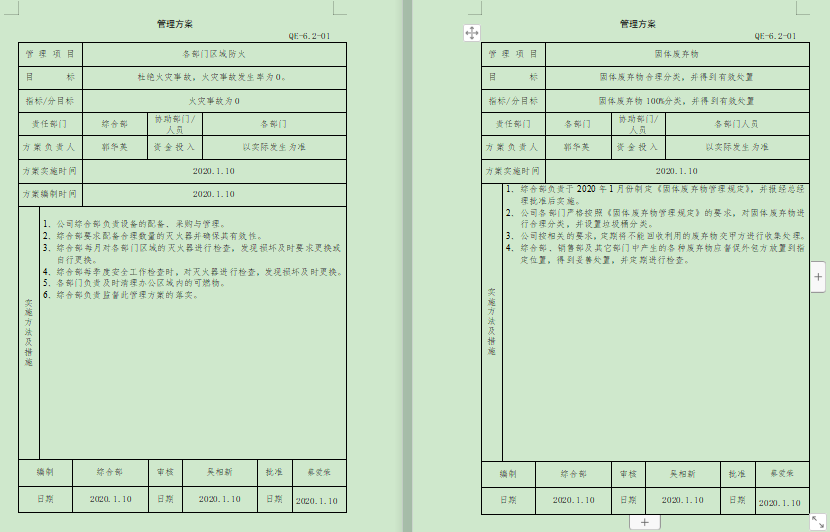 管理方案
QE-6.2-01
管理项目 各部门区域防火
目标 杜绝火灾事故,火灾事故发生率为0。
指标/分目标 火灾事故为0
责任部门 综合部 协助部门/人员 各部门
方案负责人 郭华英 资金投入 以实际发生为准
方案实施时间 2020.1.10
方案编制时间 2020.1.10
实施方法及措施
1、公司综合部负责设备的配备、采购与管理。
2、综合部要求配备合理数量的灭火器并确保其有效性。
3、综合部每月对各部门区域的灭火器进行检查,发现损坏及时要求更换或
自行更换。
4、综合部每季度安全工作检查时,对灭火器进行检查,发现损坏及时更换。
5、各部门负责及时清理办公区域内的可燃物。
6、综合部负责监督此管理方案的落实。
编制 综合部 审核 吴相新 批准 蔡爱保
日期 2020.1.10 日期 2020.1.10 日期 2020.1.10
管理方案
QE-6.2-01
管理项目 固体废弃物
目标 固体废弃物合理分类,并得到有效处置
指标/分目标 固体废弃物100%分类,并得到有效处置
责任部门 各部门 协助部门/人员 各部门人员
方案负责人 郭华英 资金投入 以实际发生为准
方案实施时间 2020.1.10
实施方法及措施
1、综合部负责于2020年1月份制定《固体废弃物管理规定》,并报经总经
理批准后实施。
2、公司各部门严格按照《固体废弃物管理规定》的要求,对固体废弃物进
行合理分类,并设置垃圾桶分类。
3、公司按相关的要求,定期将不能回收利用的废弃物交甲方进行收集处理。
4、综合部、销售部及其它部门中产生的各种废弃物应督促外包方放置到指
定位置,得到妥善处置,并定期进行检查。
编制 综合部 审核 吴相新 批准
日期 2020.1.10 日期 2020.1.10 日期 2020.1.10